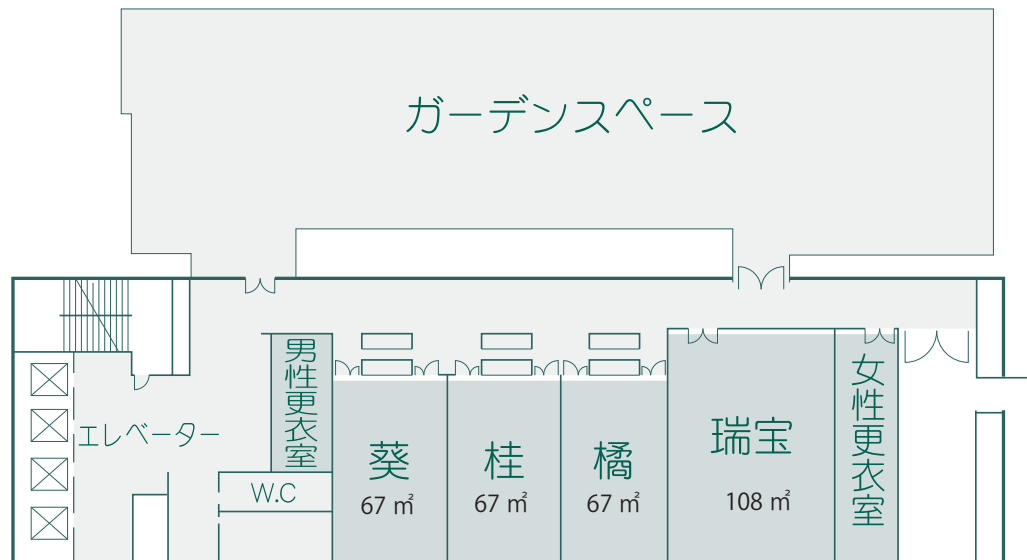 ガーデンスペース
男性更衣室
エレベーター
W.C
葵
67 ㎡
桂
67 ㎡
橘
67 ㎡
瑞宝
108 ㎡
女性更衣室